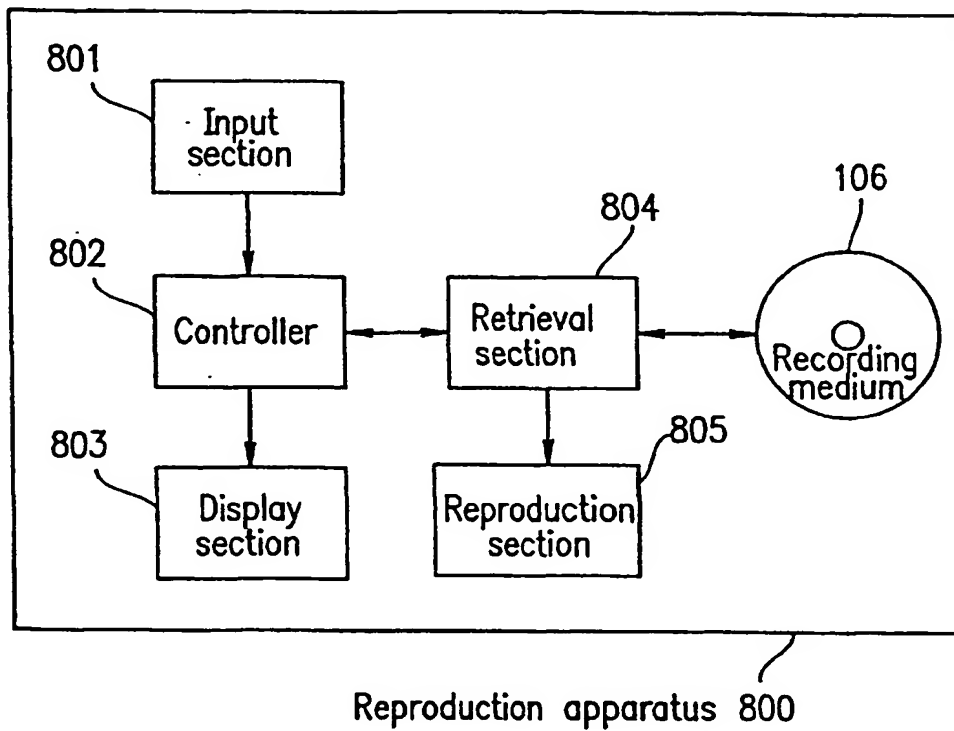 801
Input
section
802
Controller
803
Display
section
804
Retrieval
section
805
Reproduction
section
106
Recording
medium
Reproduction apparatus 800